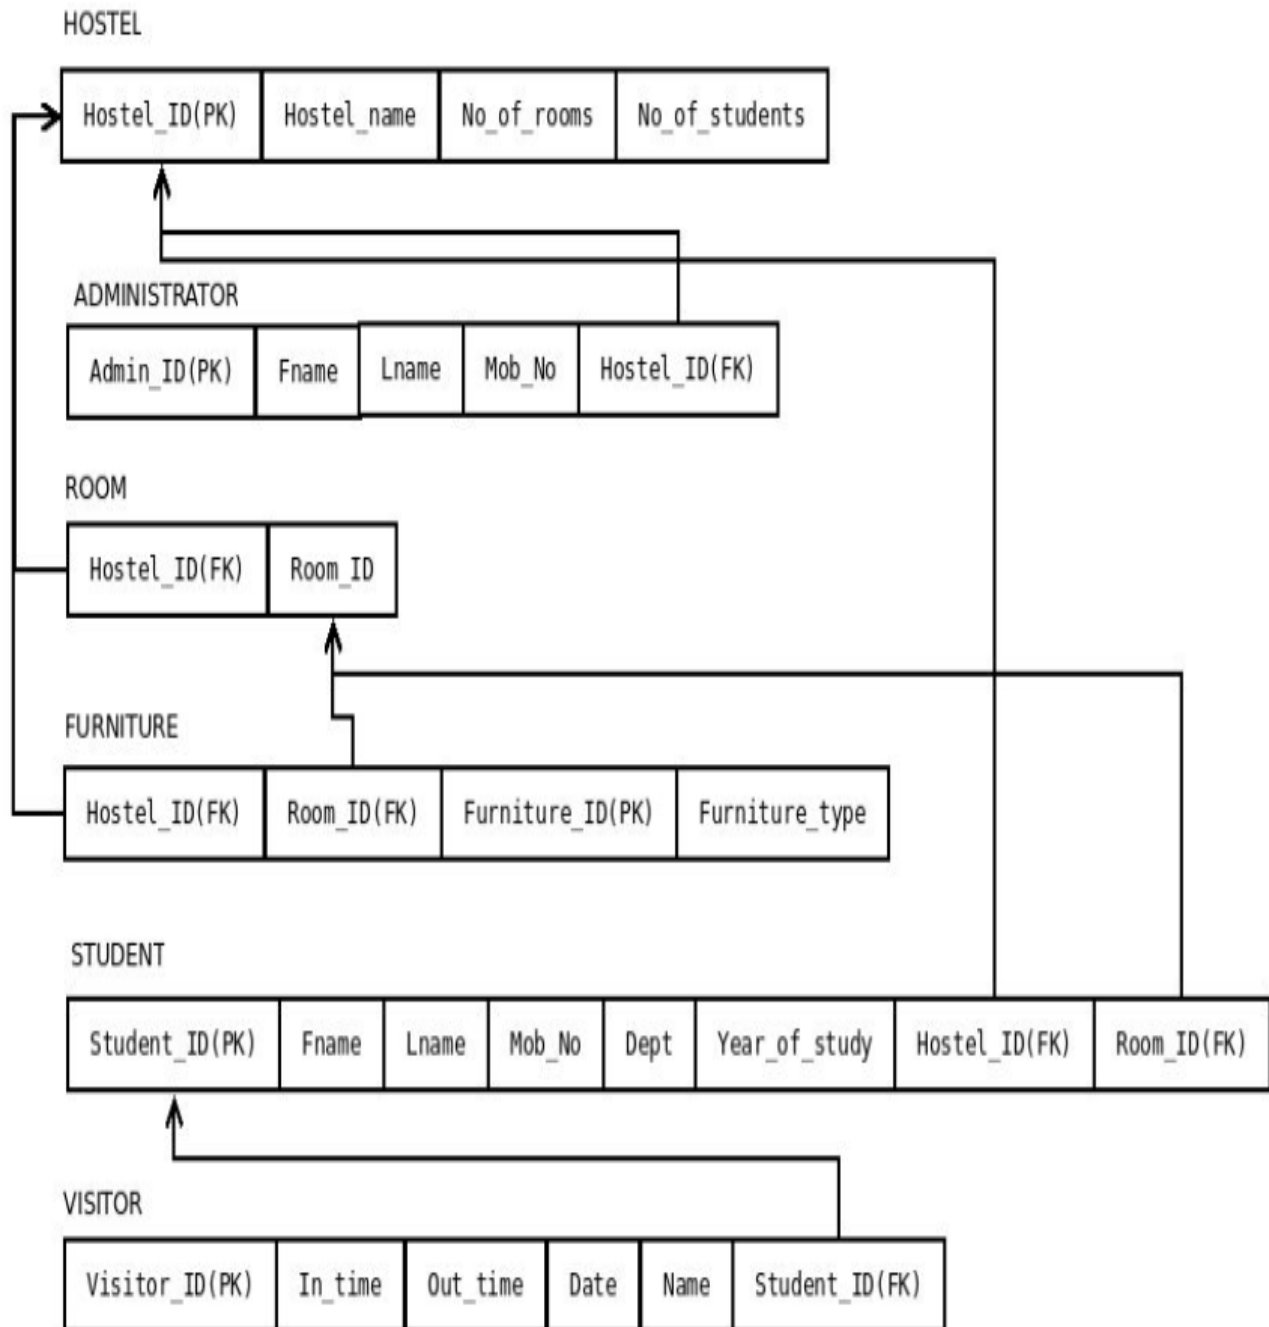 HOSTEL
Hostel_ID(PK) Hostel_name No_of_rooms No_of_students
ADMINISTRATOR
Admin_ID(PK) Fname Lname Mob_No Hostel_ID(FK)
ROOM
Hostel_ID(FK) Room_ID
FURNITURE
Hostel_ID(FK) Room_ID(FK) Furniture_ID(PK) Furniture_type
STUDENT
Student_ID(PK) Fname Lname Mob_No Dept Year_of_study Hostel_ID(FK) Room_ID(FK)
VISITOR
Visitor_ID(PK) In_time Out_time Date Name Student_ID(FK)